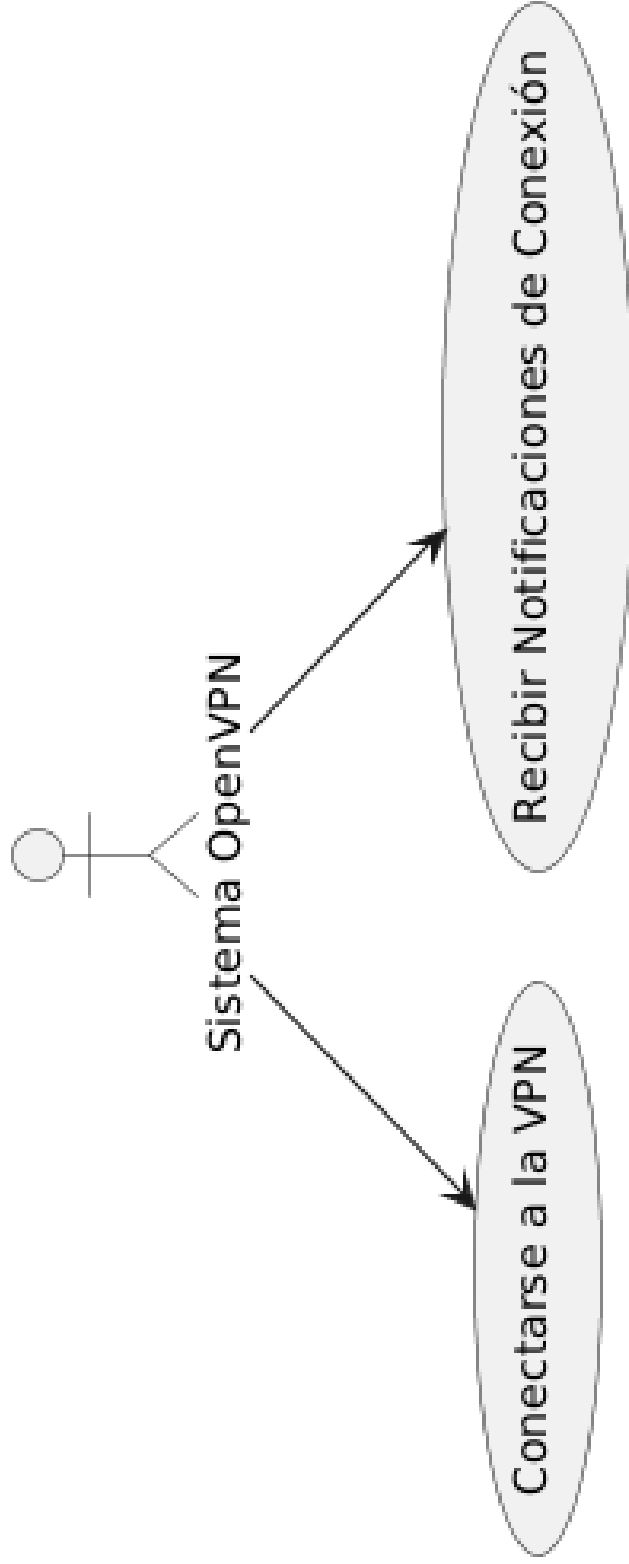 Sistema OpenVPN
Conectarse a la VPN
Recibir Notificaciones de Conexión